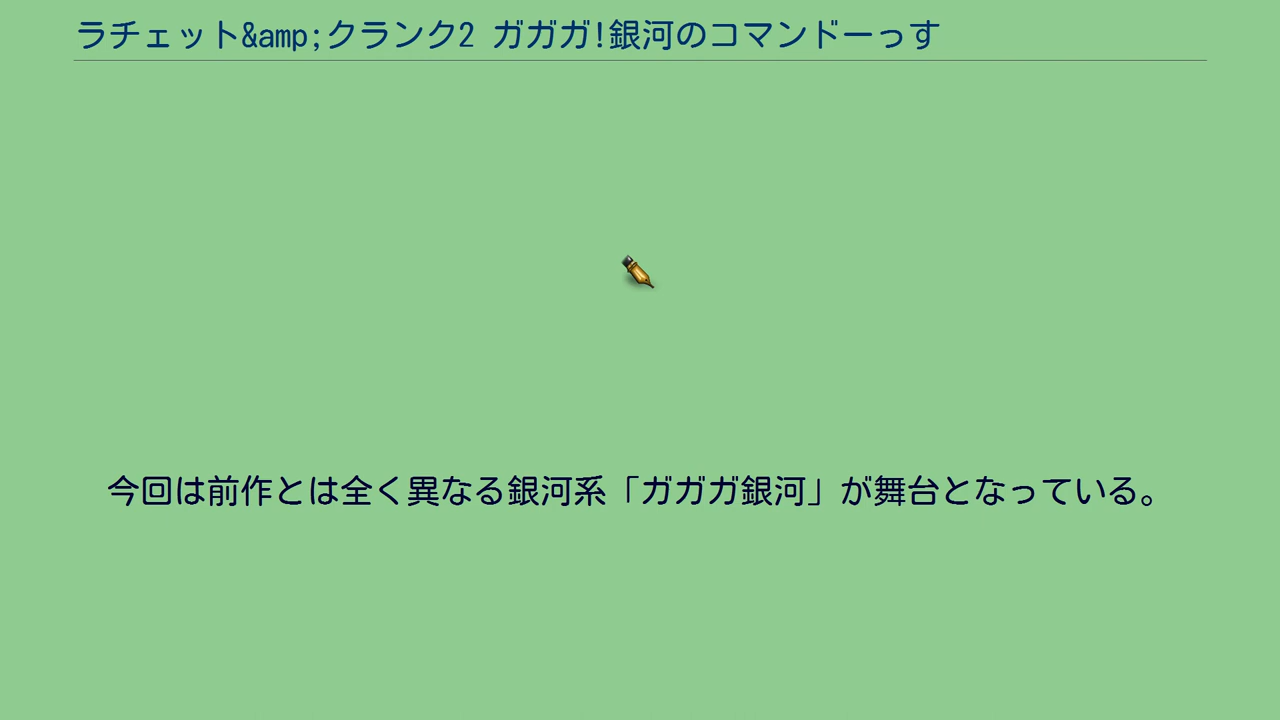 ラチェット&amp;クランク2 ガガガ!銀河のコマンドーっす
今回は前作とは全く異なる銀河系「ガガガ銀河」が舞台となっている。